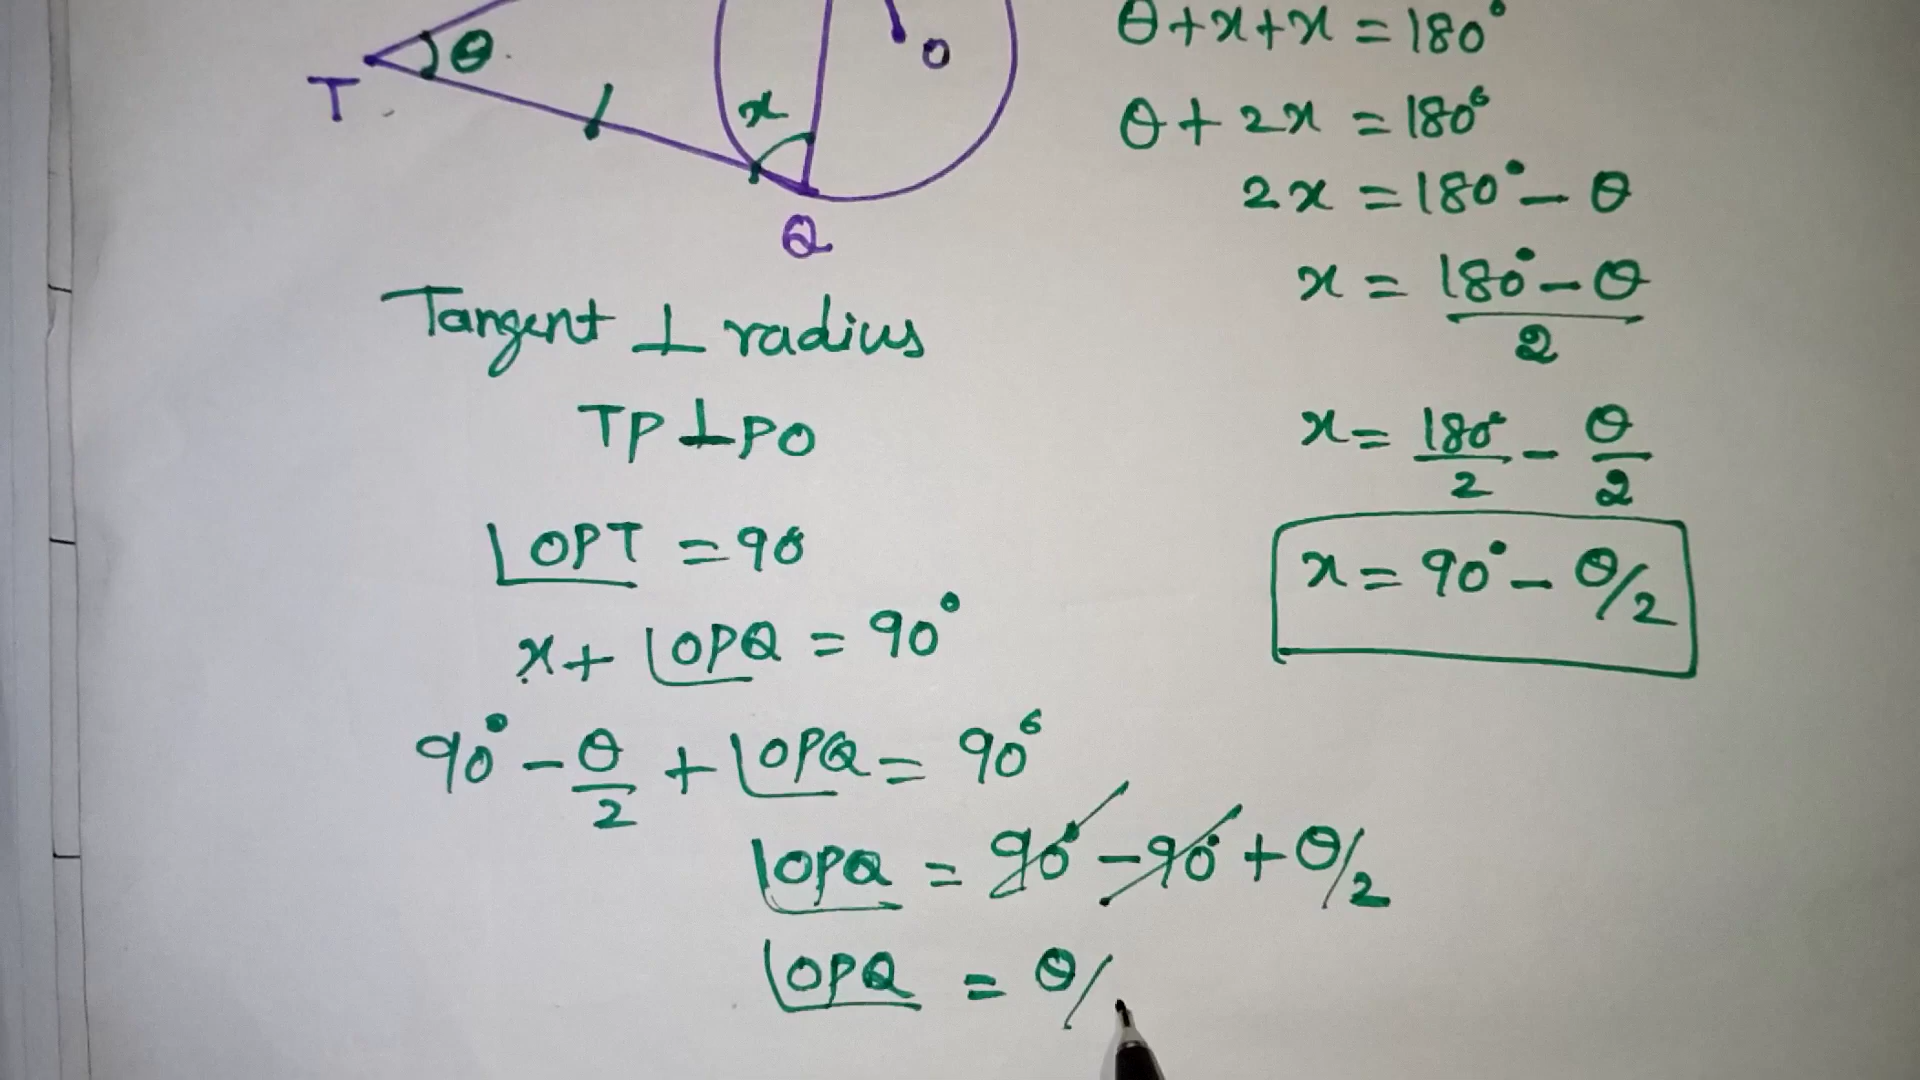 T
θ
x
O
Q
θ+x+x = 180°
θ + 2x = 180°
2x = 180° - θ
x = 180° - θ / 2
x = 180°/2 - θ/2
x = 90° - θ/2
Tangent ⊥ radius
TP ⊥ PO
∠OPT = 90°
x + ∠OPQ = 90°
90° - θ/2 + ∠OPQ = 90°
∠OPQ = 90° - 90° + θ/2
∠OPQ = θ/